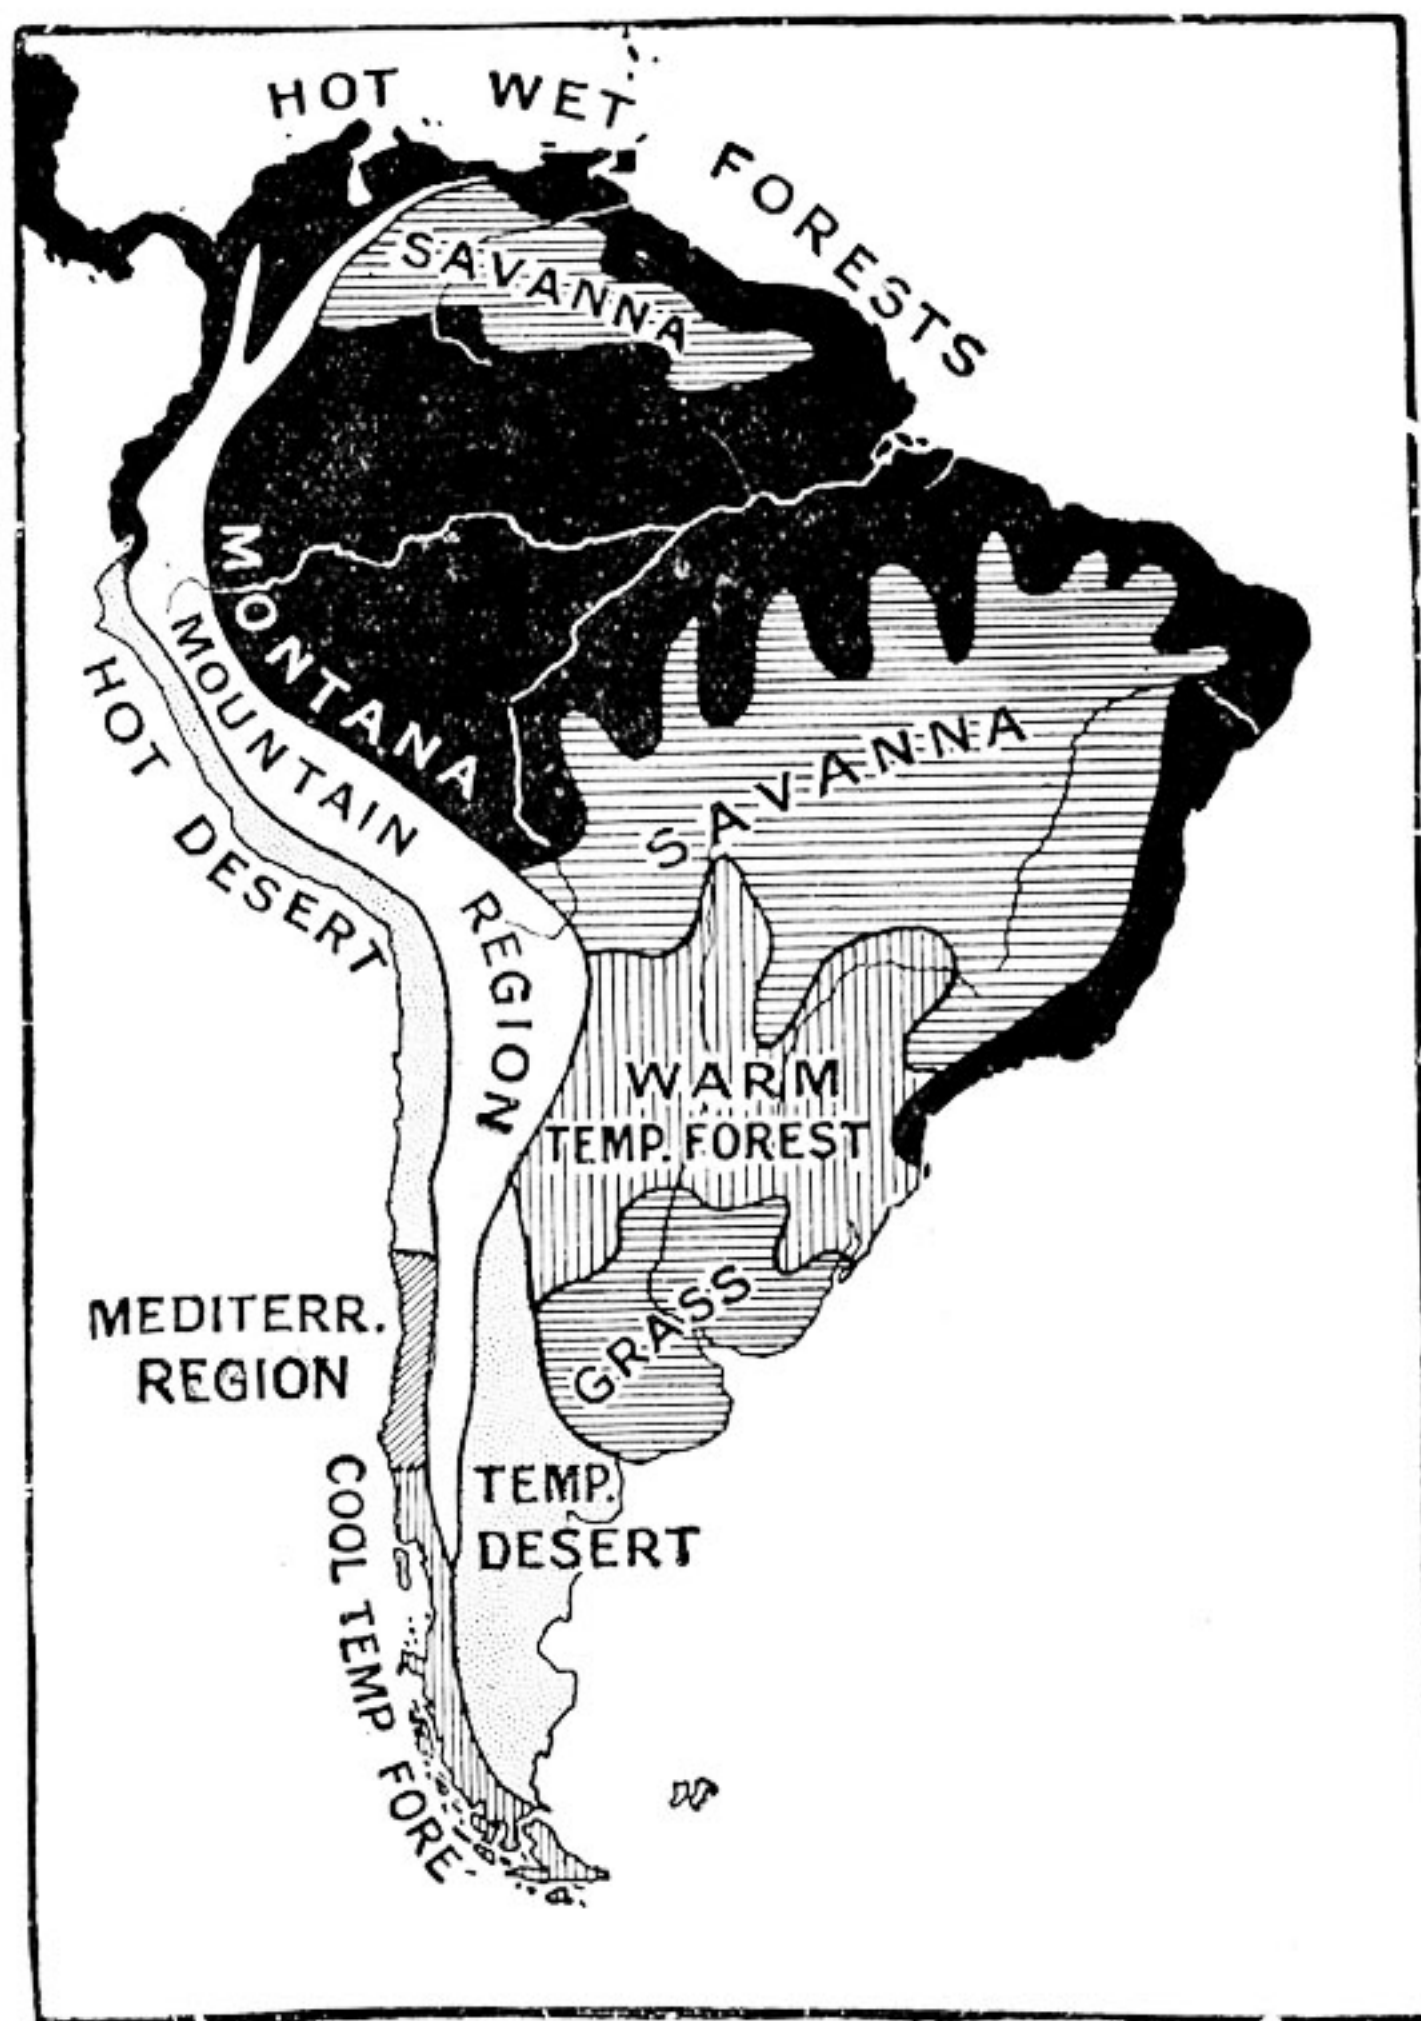 HOT WET FORESTS
SAVANNA
MONTANA
MOUNTAIN REGION
HOT DESERT
SAVANNA
WARM
TEMP. FOREST
GRASS
MEDITERR.
REGION
TEMP.
DESERT
COOL TEMP FORE